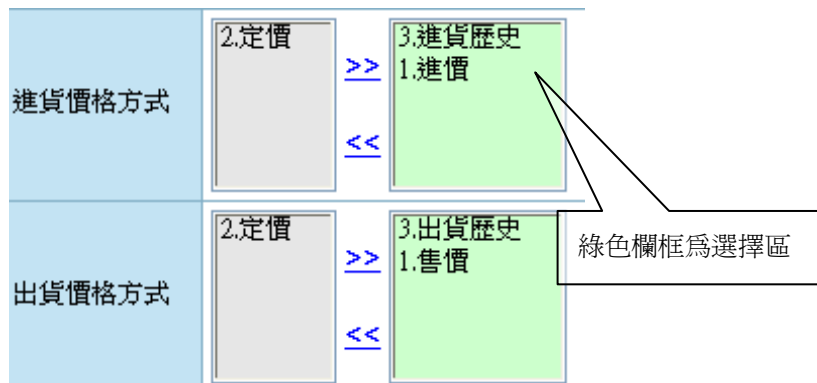 進貨價格方式
2.定價
>>
<<
3.進貨歷史
1.進價
綠色欄框爲選擇區
出貨價格方式
2.定價
>>
<<
3.出貨歷史
1.售價